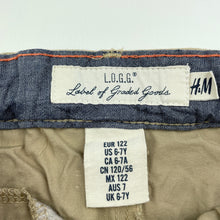 L.O.G.G.®
Label of Graded Goods.
H&M
EUR 122
US 6-7Y
CA 6-7A
CN 120/56
MX 122
AUS 7
UK 6-7Y